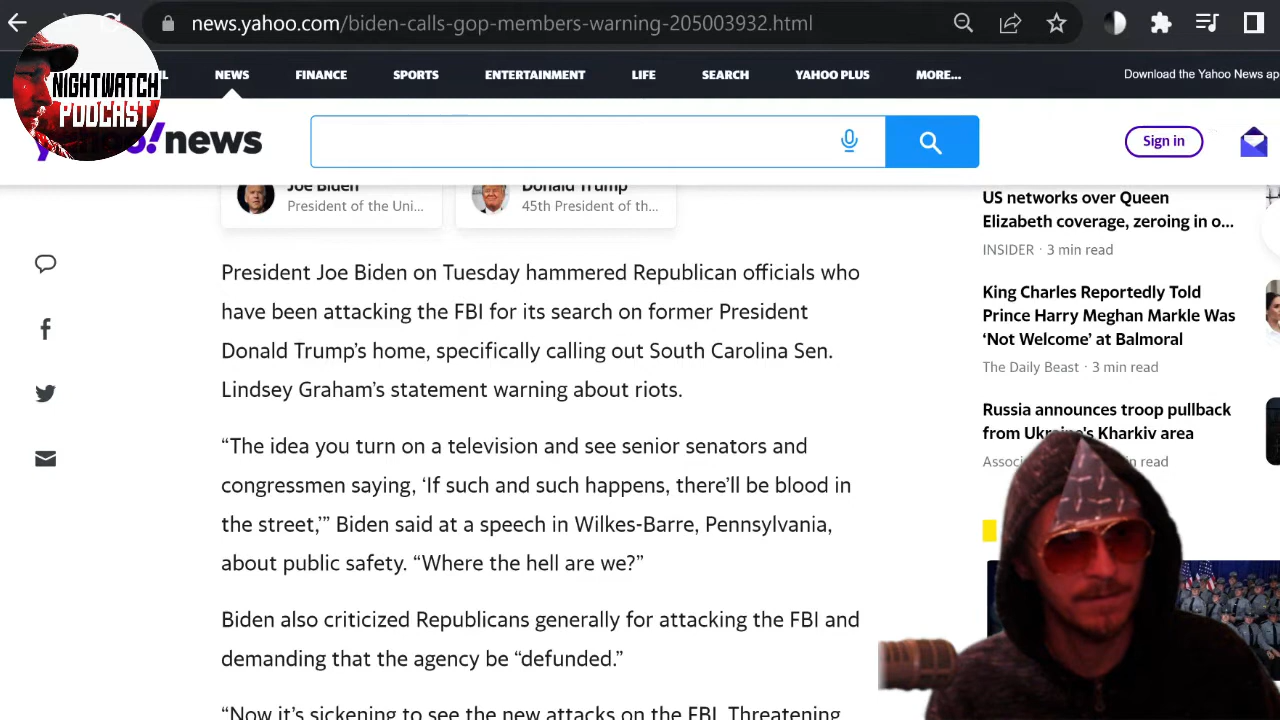 news.yahoo.com/biden-calls-gop-members-warning-205003932.html
NEWS FINANCE SPORTS ENTERTAINMENT LIFE SEARCH YAHOO PLUS MORE... Download the Yahoo News
NIGHTWATCH
PODCAST
news
Sign in
Joe Biden
President of the Uni...
Donald Trump
45th President of th...
President Joe Biden on Tuesday hammered Republican officials who
have been attacking the FBI for its search on former President
Donald Trump’s home, specifically calling out South Carolina Sen.
Lindsey Graham’s statement warning about riots.
“The idea you turn on a television and see senior senators and
congressmen saying, ‘If such and such happens, there’ll be blood in
the street,’” Biden said at a speech in Wilkes-Barre, Pennsylvania,
about public safety. “Where the hell are we?”
Biden also criticized Republicans generally for attacking the FBI and
demanding that the agency be “defunded.”
“Now it’s sickening to see the new attacks on the FBI. Threatening
US networks over Queen
Elizabeth coverage, zeroing in o...
INSIDER · 3 min read
King Charles Reportedly Told
Prince Harry Meghan Markle Was
‘Not Welcome’ at Balmoral
The Daily Beast · 3 min read
Russia announces troop pullback
from Ukraine's Kharkiv area
read